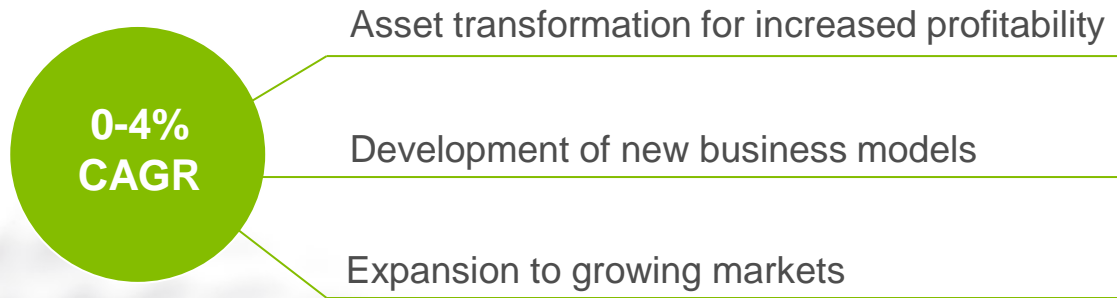 Asset transformation for increased profitability
0-4%
CAGR
Development of new business models
Expansion to growing markets